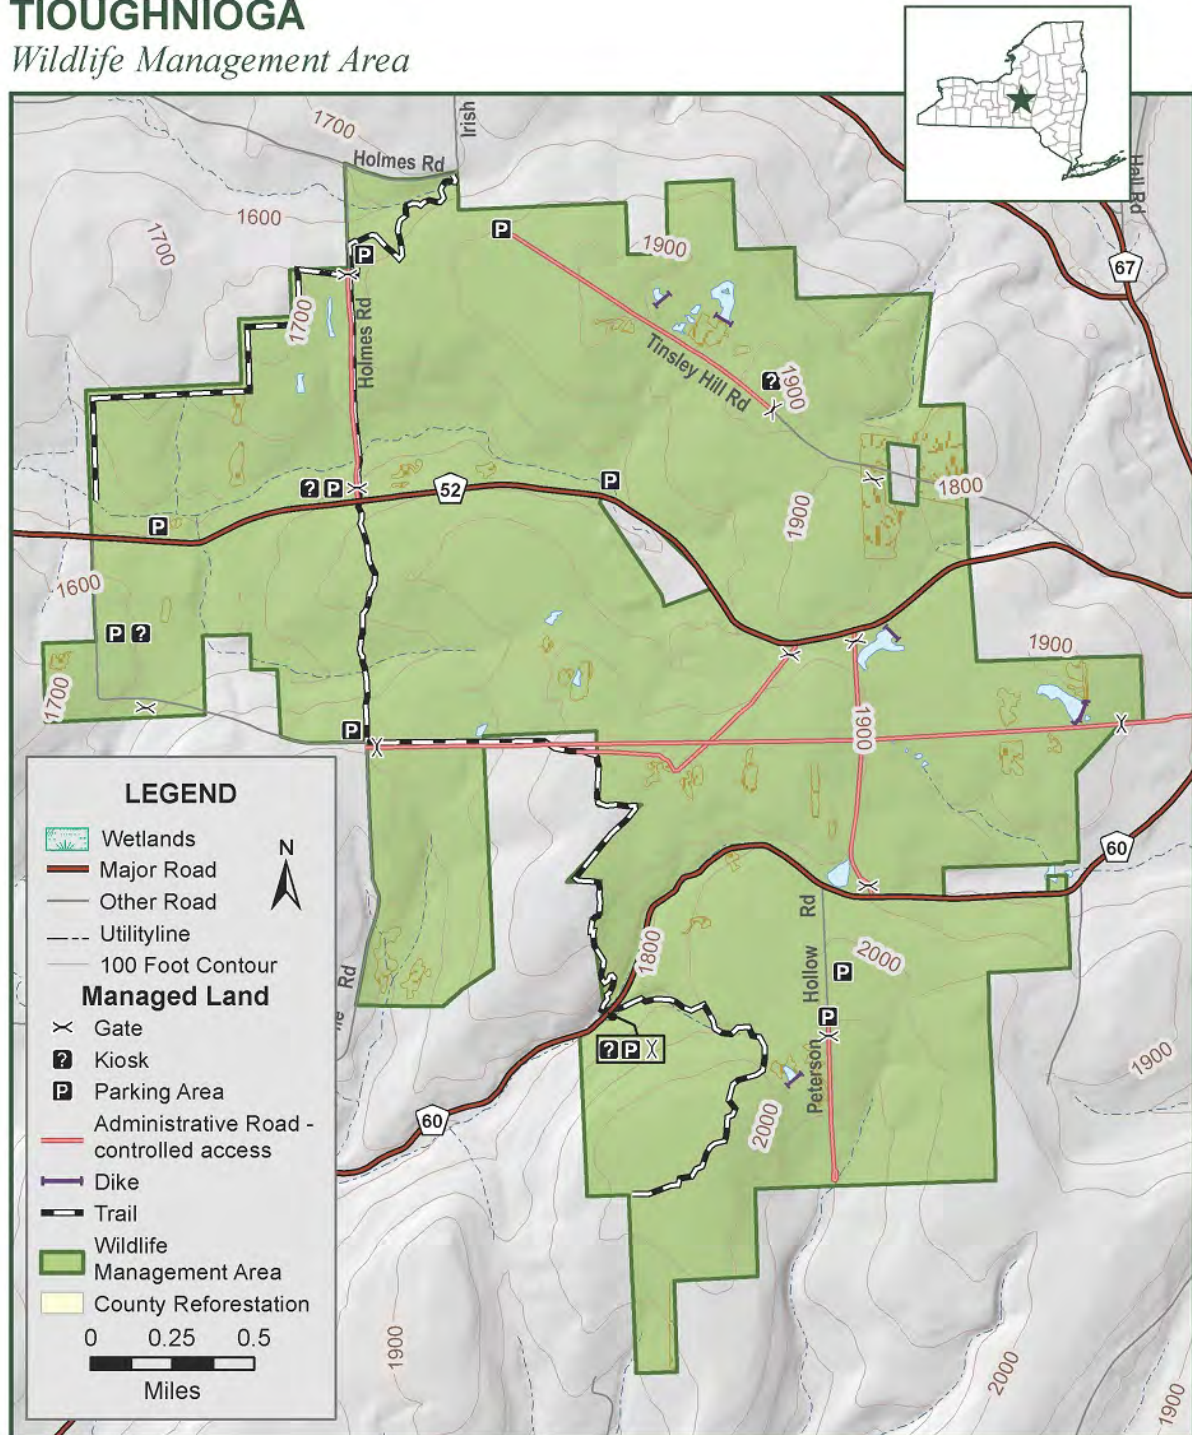 TIOUGHNIOGA
Wildlife Management Area
Irish
1700
Holmes Rd
Hall Rd
1600
1700
P
1900
67
P
1700
Holmes Rd
Tinsley Hill Rd
?
1900
? P
52
P
1800
1900
P
1600
P ?
1900
1700
P
1900
60
LEGEND
Wetlands
Major Road
Other Road
Utilityline
100 Foot Contour
N
Managed Land
Gate
? Kiosk
P Parking Area
Administrative Road -
controlled access
Dike
Trail
Wildlife
Management Area
County Reforestation
0 0.25 0.5
Miles
Rd
1800
Peterson Hollow Rd
2000
P
P
? P
1900
60
2000
1900
2000
1900